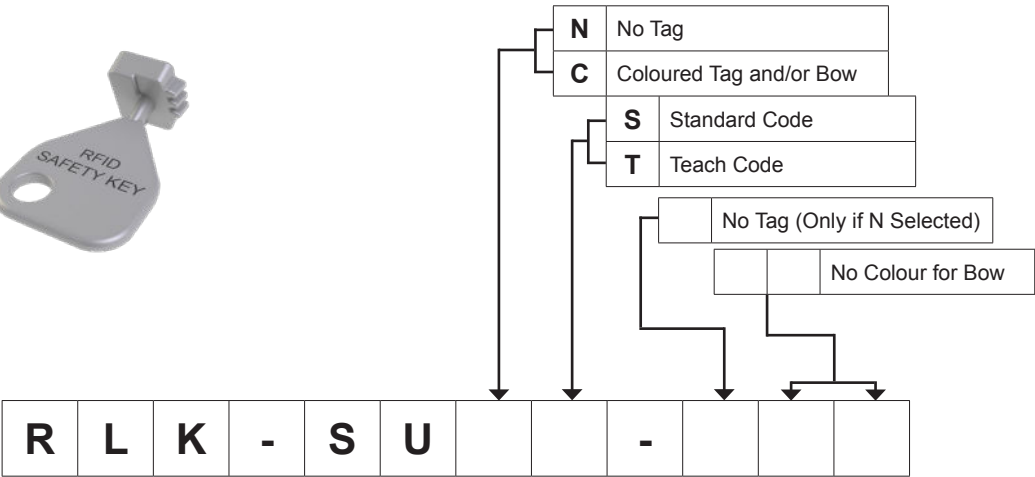 N No Tag
C Coloured Tag and/or Bow
S Standard Code
T Teach Code
RFID
SAFETY KEY
No Tag (Only if N Selected)
No Colour for Bow
R L K - S U -